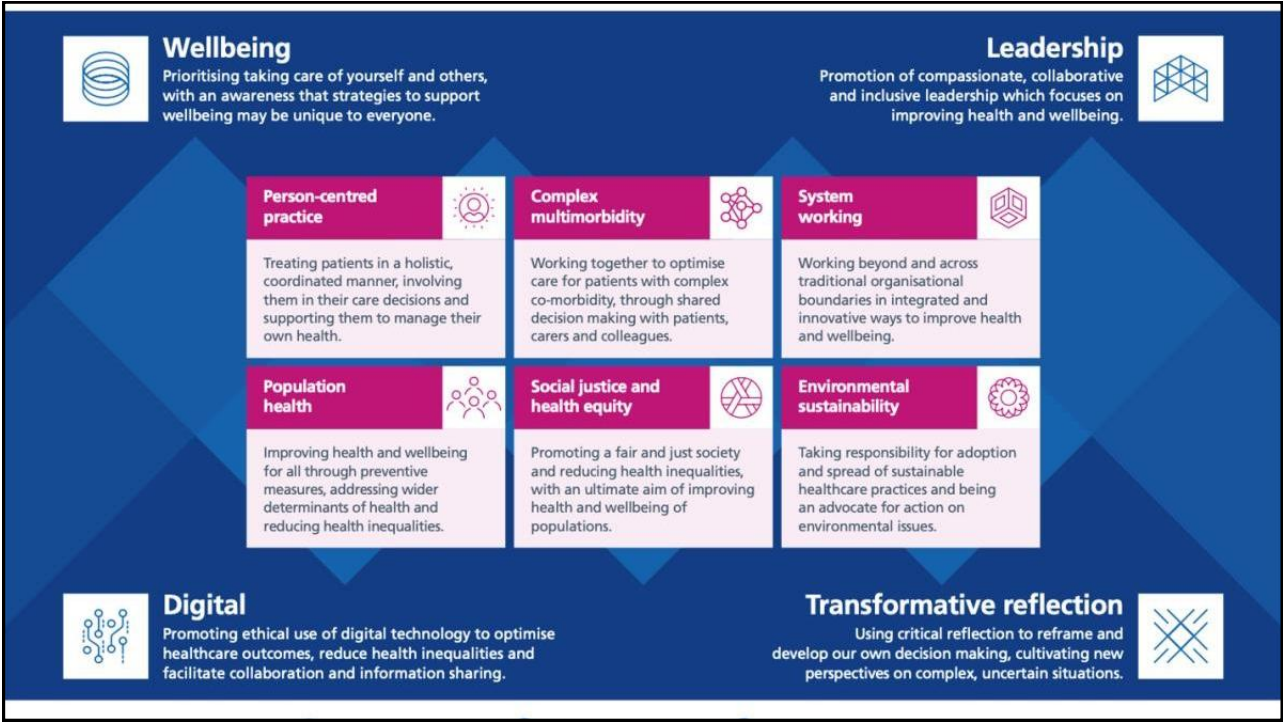 Wellbeing
Prioritising taking care of yourself and others,
with an awareness that strategies to support
wellbeing may be unique to everyone.
Leadership
Promotion of compassionate, collaborative
and inclusive leadership which focuses on
improving health and wellbeing.
Person-centred
practice
Treating patients in a holistic,
coordinated manner, involving
them in their care decisions and
supporting them to manage their
own health.
Complex
multimorbidity
Working together to optimise
care for patients with complex
co-morbidity, through shared
decision making with patients,
carers and colleagues.
System
working
Working beyond and across
traditional organisational
boundaries in integrated and
innovative ways to improve health
and wellbeing.
Population
health
Improving health and wellbeing
for all through preventive
measures, addressing wider
determinants of health and
reducing health inequalities.
Social justice and
health equity
Promoting a fair and just society
and reducing health inequalities,
with an ultimate aim of improving
health and wellbeing of
populations.
Environmental
sustainability
Taking responsibility for adoption
and spread of sustainable
healthcare practices and being
an advocate for action on
environmental issues.
Digital
Promoting ethical use of digital technology to optimise
healthcare outcomes, reduce health inequalities and
facilitate collaboration and information sharing.
Transformative reflection
Using critical reflection to reframe and
develop our own decision making, cultivating new
perspectives on complex, uncertain situations.